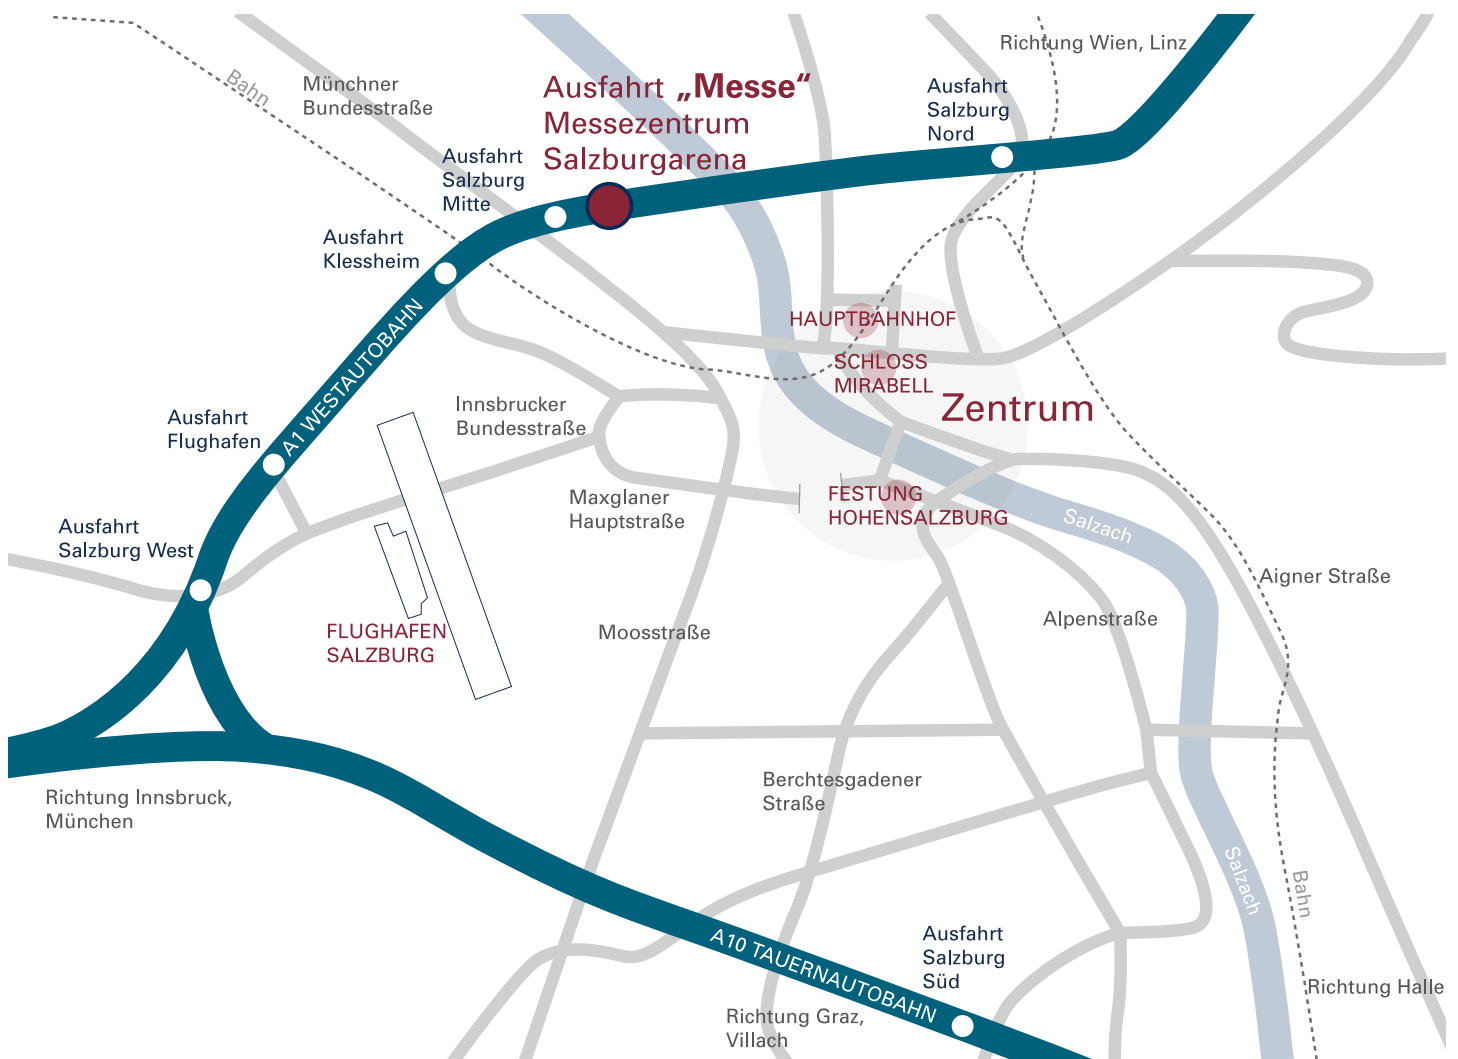 Richtung Wien, Linz
Bahn
Münchner
Bundesstraße
Ausfahrt „Messe“
Messezentrum
Salzburgarena
Ausfahrt
Salzburg
Nord
Ausfahrt
Salzburg
Mitte
Ausfahrt
Klessheim
A1 WESTAUTOBAHN
HAUPTBAHNHOF
SCHLOSS
MIRABELL
Zentrum
Innsbrucker
Bundesstraße
Ausfahrt
Flughafen
Maxglaner
Hauptstraße
FESTUNG
HOHENSALZBURG
Salzach
Ausfahrt
Salzburg West
Aigner Straße
FLUGHAFEN
SALZBURG
Moosstraße
Alpenstraße
Richtung Innsbruck,
München
Berchtesgadener
Straße
Salzach
Bahn
A10 TAUERNAUTOBAHN
Ausfahrt
Salzburg
Süd
Richtung Halle
Richtung Graz,
Villach